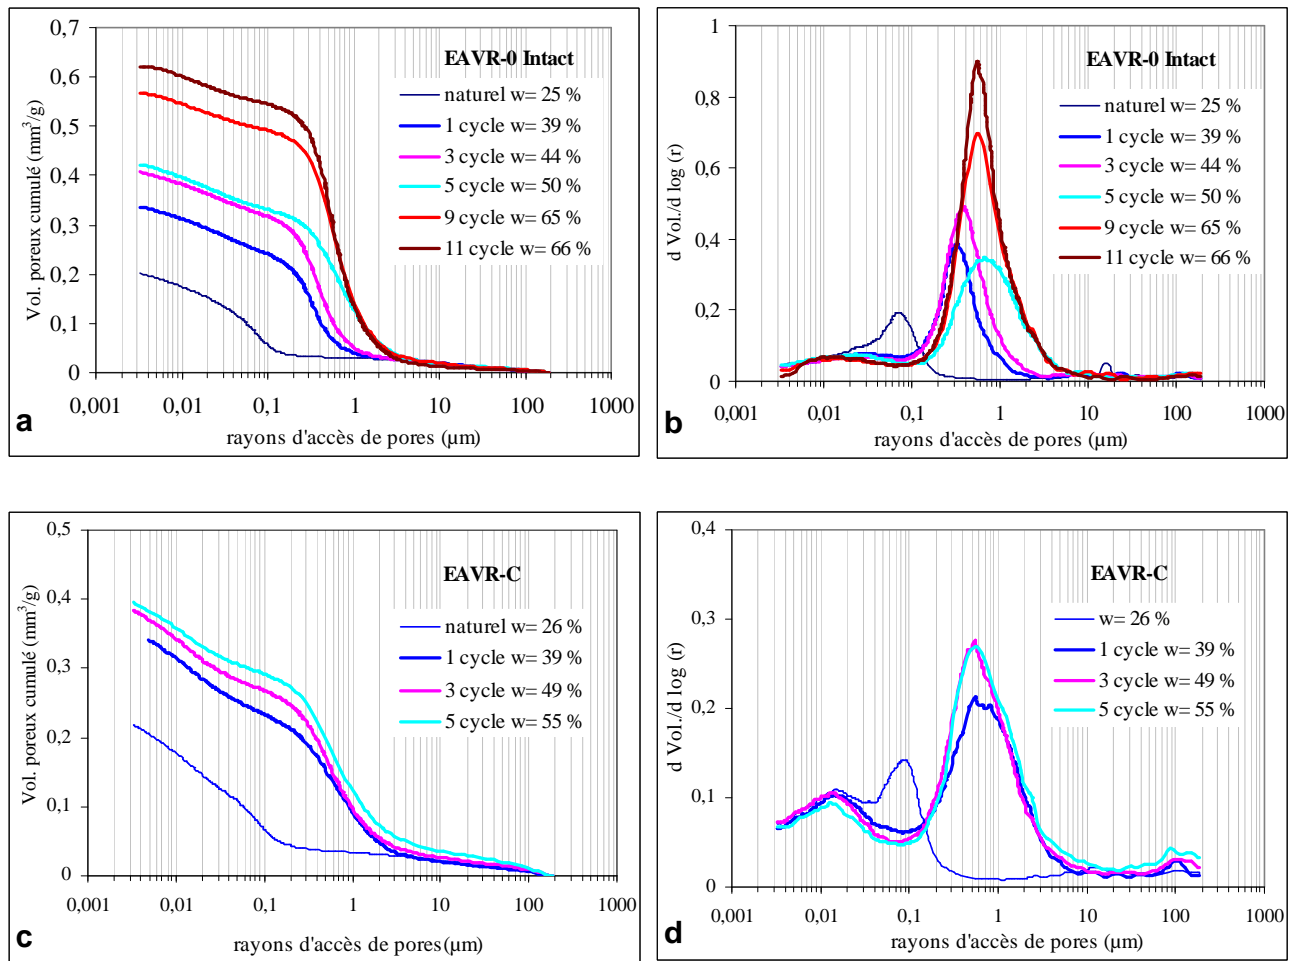 EAVR-0 Intact
naturel w= 25 %
1 cycle w= 39 %
3 cycle w= 44 %
5 cycle w= 50 %
9 cycle w= 65 %
11 cycle w= 66 %
Vol. poreux cumulé (mm³/g)
0,7
0,6
0,5
0,4
0,3
0,2
0,1
0
0,001 0,01 0,1 1 10 100 1000
rayons d'accès de pores (µm)
a
EAVR-0 Intact
naturel w= 25 %
1 cycle w= 39 %
3 cycle w= 44 %
5 cycle w= 50 %
9 cycle w= 65 %
11 cycle w= 66 %
d Vol./d log (r)
1
0,8
0,6
0,4
0,2
0
0,001 0,01 0,1 1 10 100 1000
rayons d'accès de pores (µm)
b
EAVR-C
naturel w= 26 %
1 cycle w= 39 %
3 cycle w= 49 %
5 cycle w= 55 %
Vol. poreux cumulé (mm³/g)
0,5
0,4
0,3
0,2
0,1
0
0,001 0,01 0,1 1 10 100 1000
rayons d'accès de pores (µm)
c
EAVR-C
w= 26 %
1 cycle w= 39 %
3 cycle w= 49 %
5 cycle w= 55 %
d Vol./d log (r)
0,4
0,3
0,2
0,1
0
0,001 0,01 0,1 1 10 100 1000
rayons d'accès de pores (µm)
d